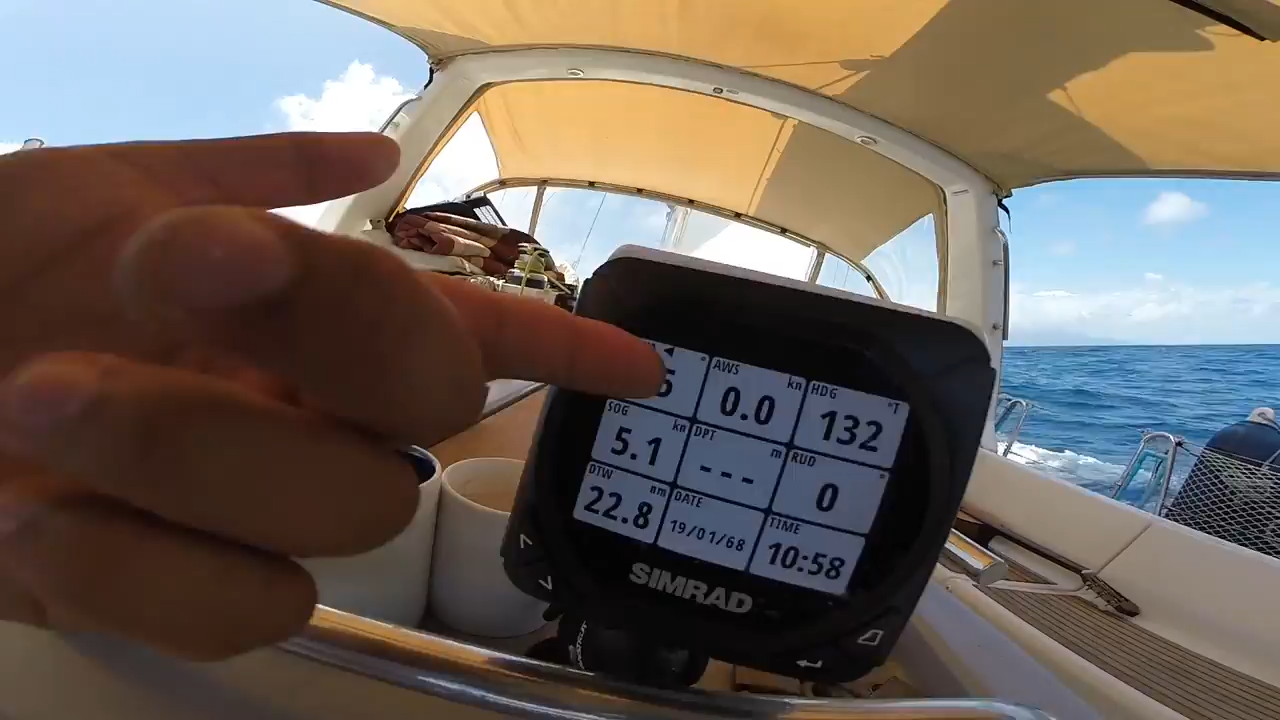 AWS kn
0.0
HDG °T
132
SOG kn
5.1
DPT m
---
RUD °
0
DTW nm
22.8
DATE
19/01/68
TIME
10:58
SIMRAD